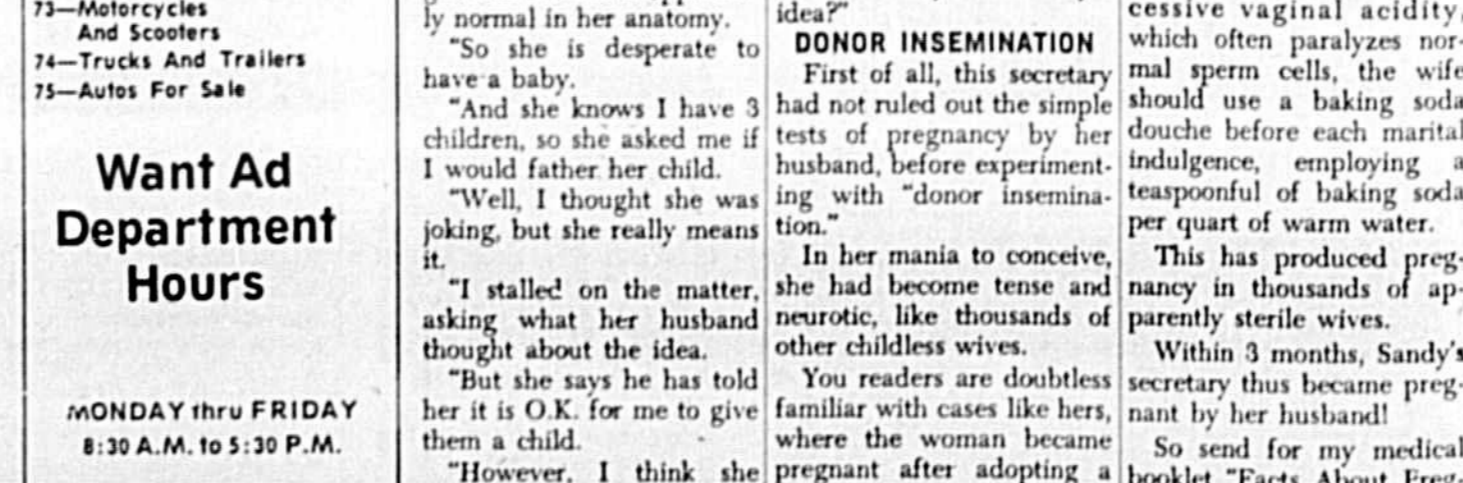 73—Motorcycles
And Scooters
74—Trucks And Trailers
75—Autos For Sale
Want Ad
Department
Hours
MONDAY thru FRIDAY
8:30 A.M. to 5:30 P.M.
ly normal in her anatomy.
"So she is desperate to
have a baby.
"And she knows I have 3
children, so she asked me if
I would father her child.
"Well, I thought she was
joking, but she really means
it.
"I stalled on the matter,
asking what her husband
thought about the idea.
"But she says he has told
her it is O.K. for me to give
them a child.
"However, I think she
idea?"
DONOR INSEMINATION
First of all, this secretary
had not ruled out the simple
tests of pregnancy by her
husband, before experiment-
ing with "donor insemina-
tion."
In her mania to conceive,
she had become tense and
neurotic, like thousands of
other childless wives.
You readers are doubtless
familiar with cases like hers,
where the woman became
pregnant after adopting a
cessive vaginal acidity,
which often paralyzes nor-
mal sperm cells, the wife
should use a baking soda
douche before each marital
indulgence, employing a
teaspoonful of baking soda
per quart of warm water.
This has produced preg-
nancy in thousands of ap-
parently sterile wives.
Within 3 months, Sandy's
secretary thus became preg-
nant by her husband!
So send for my medical
booklet "Facts About Preg-